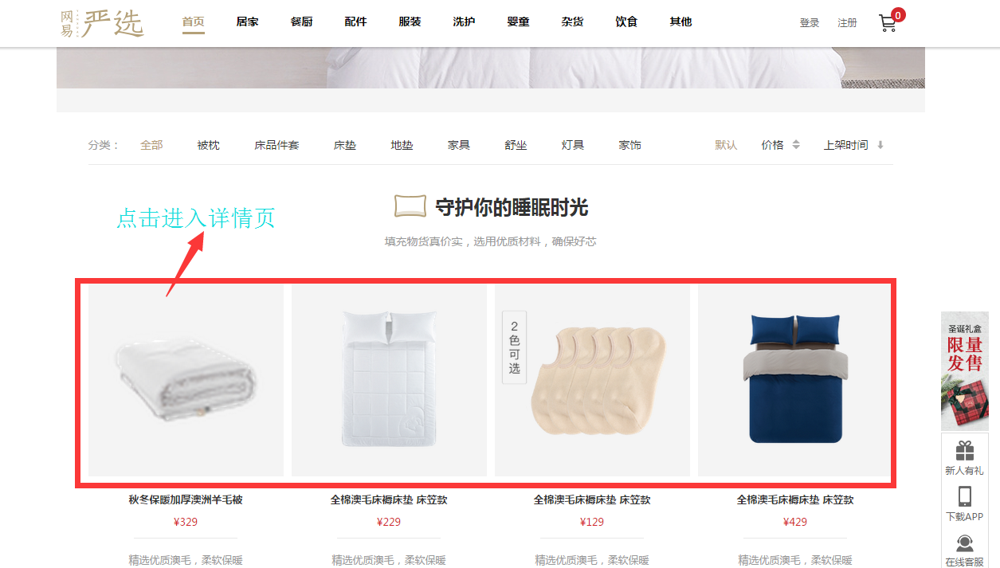 网易 严选
首页 居家 餐厨 配件 服装 洗护 婴童 杂货 饮食 其他
登录 注册 0
分类： 全部 被枕 床品件套 床垫 地垫 家具 舒坐 灯具 家饰 默认 价格 上架时间
守护你的睡眠时光
点击进入详情页
填充物货真价实，选用优质材料，确保好芯
2色可选
秋冬保暖加厚澳洲羊毛被 全棉澳毛床褥床垫 床笠款 全棉澳毛床褥床垫 床笠款 全棉澳毛床褥床垫 床笠款
¥329 ¥229 ¥129 ¥429
精选优质澳毛，柔软保暖 精选优质澳毛，柔软保暖 精选优质澳毛，柔软保暖 精选优质澳毛，柔软保暖
圣诞礼盒
限量
发售
新人有礼
下载APP
在线客服